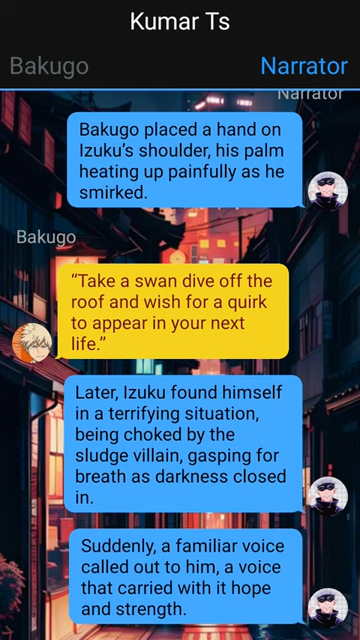 Kumar Ts
Bakugo
Narrator
Narrator
Bakugo placed a hand on
Izuku's shoulder, his palm
heating up painfully as he
smirked.
Bakugo
“Take a swan dive off the
roof and wish for a quirk
to appear in your next
life.”
Later, Izuku found himself
in a terrifying situation,
being choked by the
sludge villain, gasping for
breath as darkness closed
in.
Suddenly, a familiar voice
called out to him, a voice
that carried with it hope
and strength.